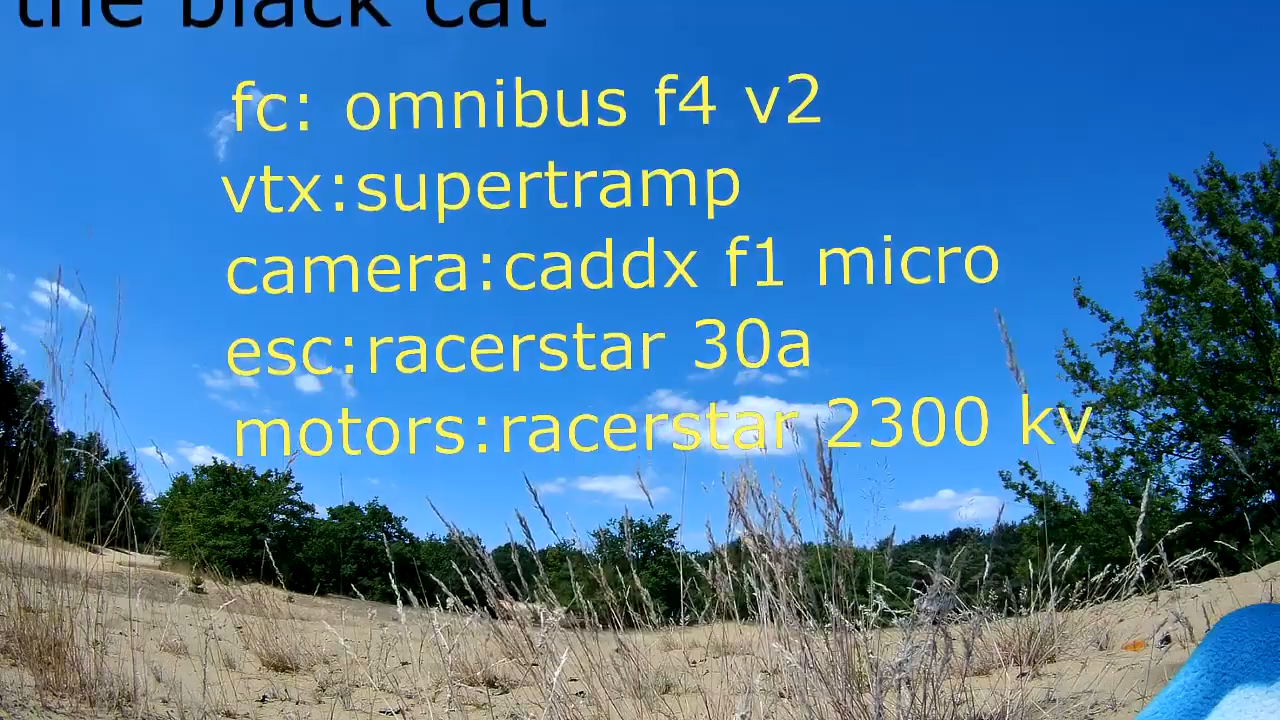 the black cat
fc: omnibus f4 v2
vtx:supertramp
camera:caddx f1 micro
esc:racerstar 30a
motors:racerstar 2300 kv